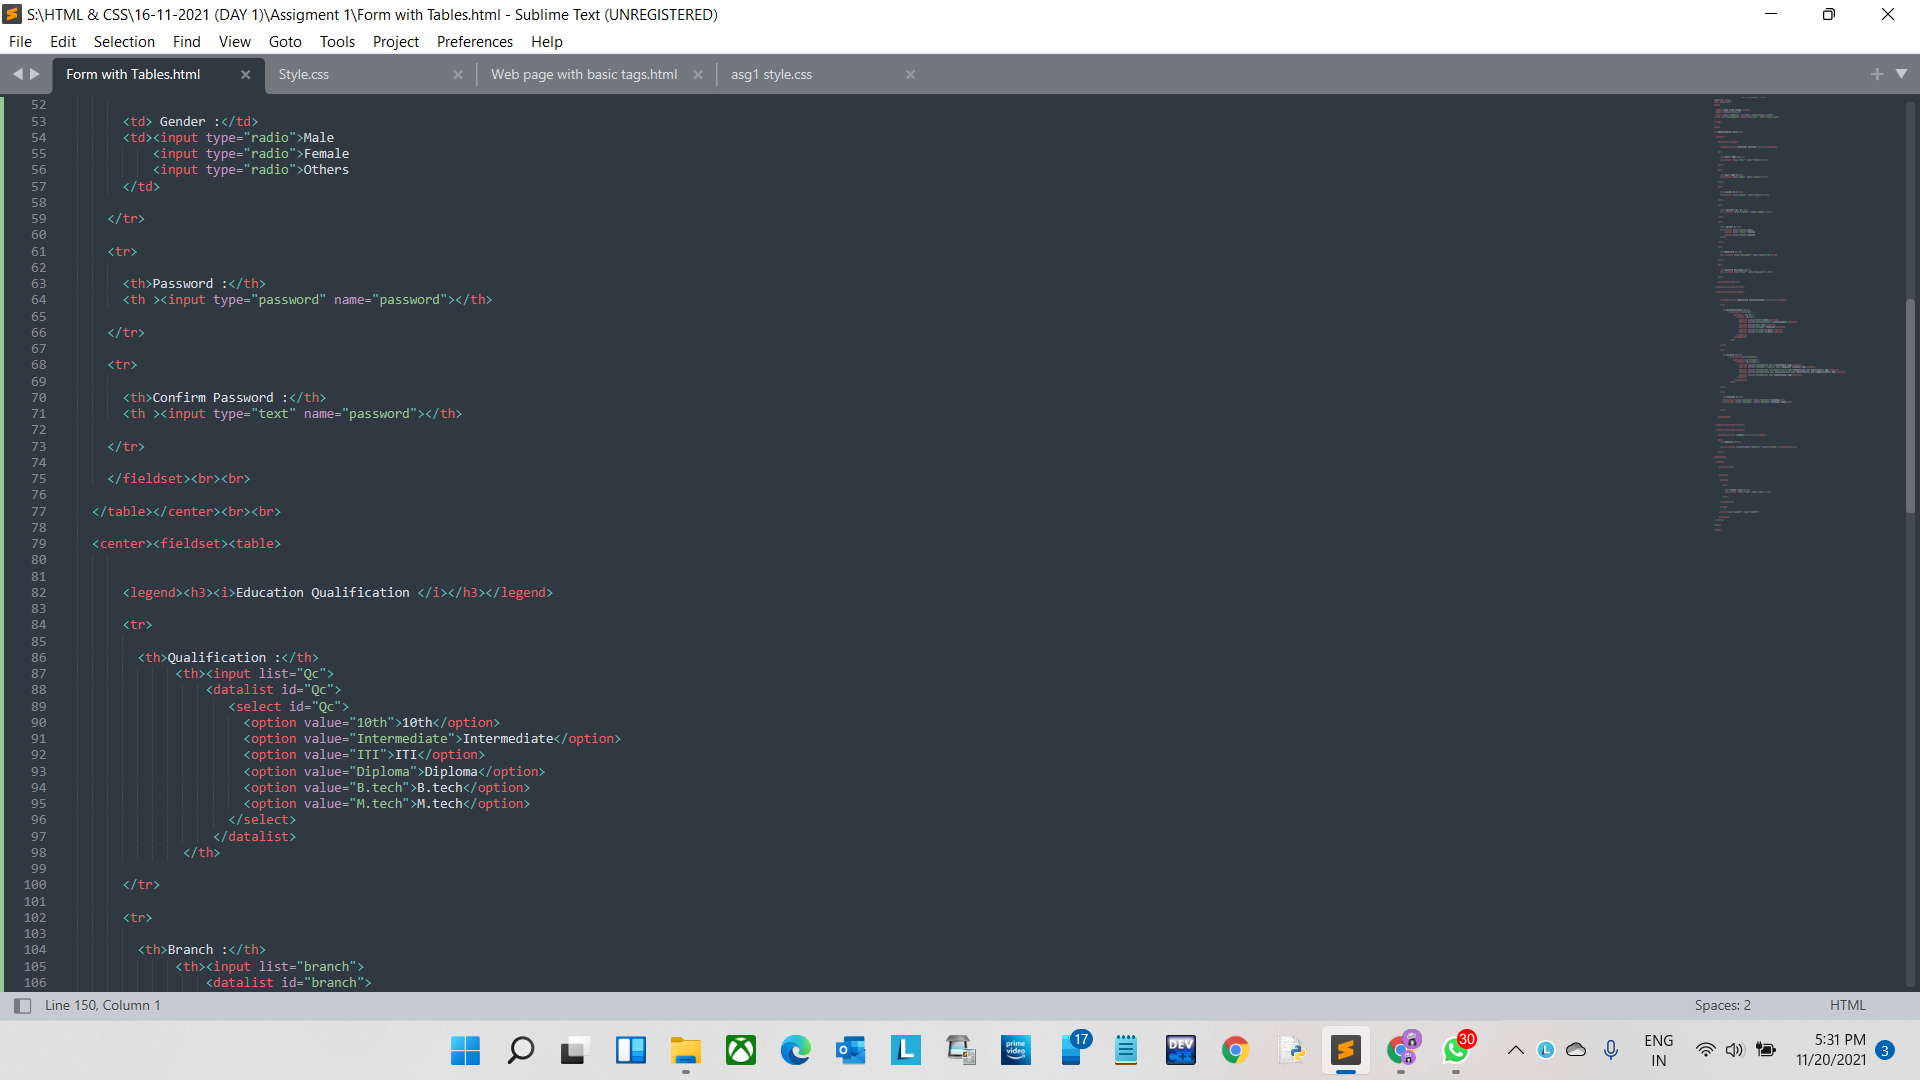 S:\HTML & CSS\16-11-2021 (DAY 1)\Assigment 1\Form with Tables.html - Sublime Text (UNREGISTERED)
File Edit Selection Find View Goto Tools Project Preferences Help
Form with Tables.html × Style.css × Web page with basic tags.html × asg1 style.css ×
52
53 <td> Gender :</td>
54 <td><input type="radio">Male
55 <input type="radio">Female
56 <input type="radio">Others
57 </td>
58
59 </tr>
60
61 <tr>
62
63 <th>Password :</th>
64 <th ><input type="password" name="password"></th>
65
66 </tr>
67
68 <tr>
69
70 <th>Confirm Password :</th>
71 <th ><input type="text" name="password"></th>
72
73 </tr>
74
75 </fieldset><br><br>
76
77 </table></center><br><br>
78
79 <center><fieldset><table>
80
81
82 <legend><h3><i>Education Qualification </i></h3></legend>
83
84 <tr>
85
86 <th>Qualification :</th>
87 <th><input list="Qc">
88 <datalist id="Qc">
89 <select id="Qc">
90 <option value="10th">10th</option>
91 <option value="Intermediate">Intermediate</option>
92 <option value="ITI">ITI</option>
93 <option value="Diploma">Diploma</option>
94 <option value="B.tech">B.tech</option>
95 <option value="M.tech">M.tech</option>
96 </select>
97 </datalist>
98 </th>
99
100 </tr>
101
102 <tr>
103
104 <th>Branch :</th>
105 <th><input list="branch">
106 <datalist id="branch">
Line 150, Column 1 Spaces: 2 HTML
prime video 17 DEV C++ 30 L ENG IN 5:31 PM 11/20/2021 3